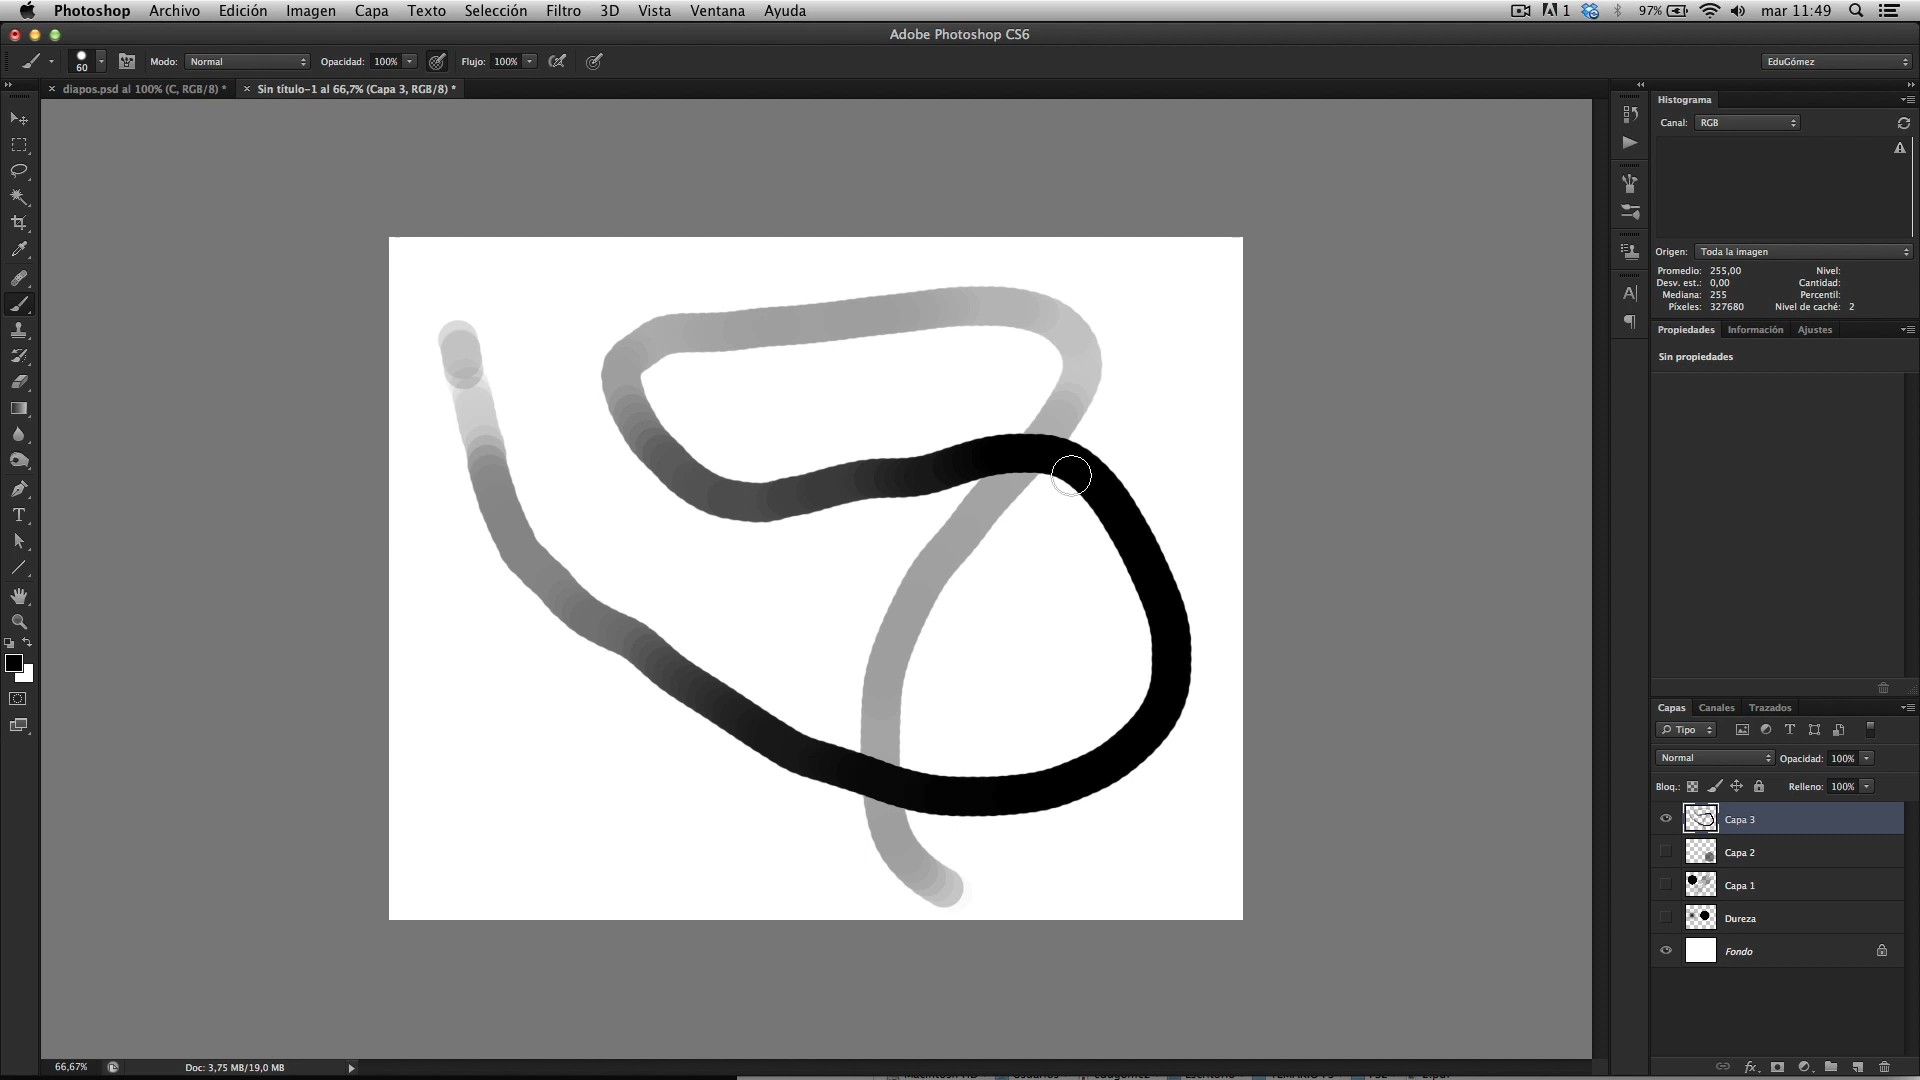 Photoshop Archivo Edición Imagen Capa Texto Selección Filtro 3D Vista Ventana Ayuda 1 97% mar 11:49
Adobe Photoshop CS6
60 Modo: Normal Opacidad: 100% Flujo: 100% EduGómez
× diapos.psd al 100% (C, RGB/8) * × Sin título-1 al 66,7% (Capa 3, RGB/8) *
Histograma
Canal: RGB
Origen: Toda la imagen
Promedio: 255,00 Nivel:
Desv. est.: 0,00 Cantidad:
Mediana: 255 Percentil:
Píxeles: 327680 Nivel de caché: 2
Propiedades Información Ajustes
Sin propiedades
Capas Canales Trazados
Tipo
Normal Opacidad: 100%
Bloq.: Relleno: 100%
Capa 3
Capa 2
Capa 1
Dureza
Fondo
66,67% Doc: 3,75 MB/19,0 MB